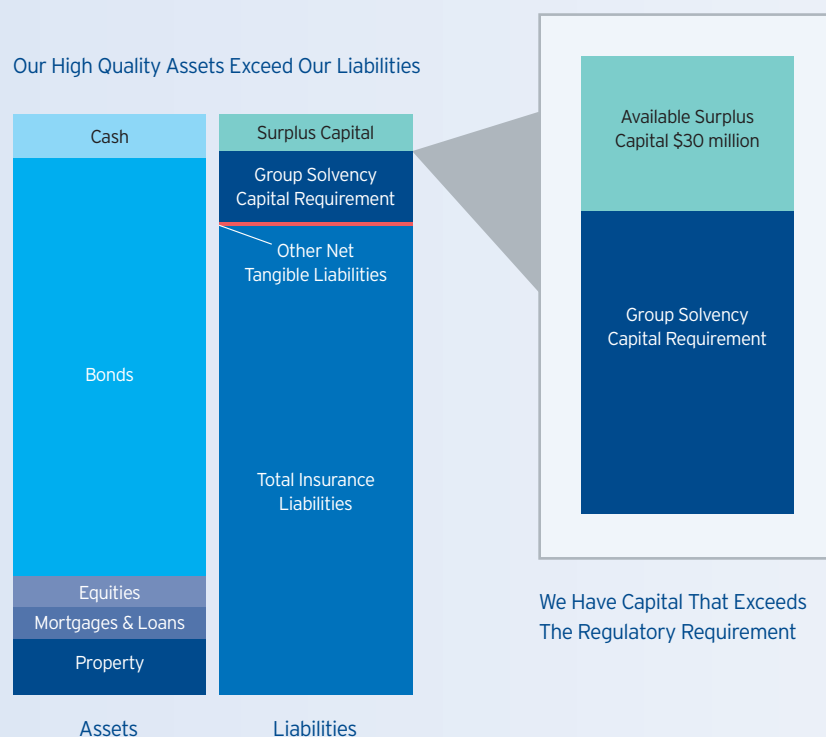 Our High Quality Assets Exceed Our Liabilities
Cash
Bonds
Equities
Mortgages & Loans
Property
Assets
Surplus Capital
Group Solvency
Capital Requirement
Other Net
Tangible Liabilities
Total Insurance
Liabilities
Liabilities
Available Surplus
Capital $30 million
Group Solvency
Capital Requirement
We Have Capital That Exceeds
The Regulatory Requirement